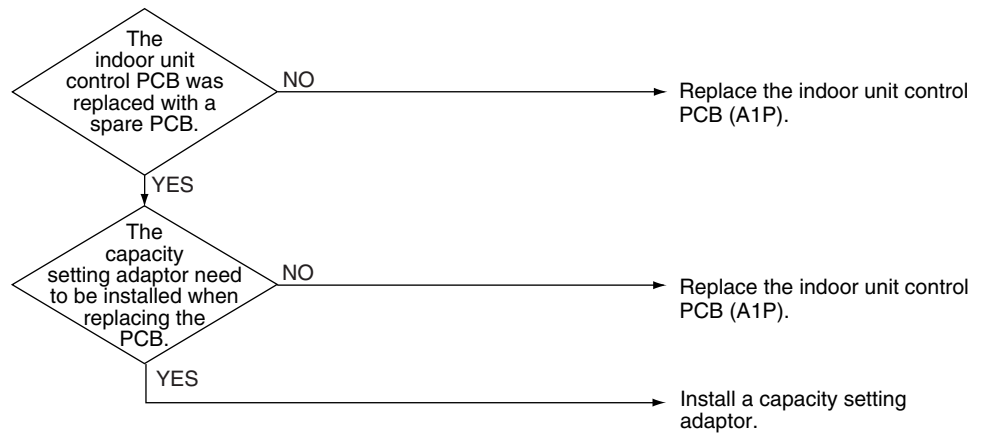 The
indoor unit
control PCB was
replaced with a
spare PCB.
NO
Replace the indoor unit control
PCB (A1P).
YES
The
capacity
setting adaptor need
to be installed when
replacing the
PCB.
NO
Replace the indoor unit control
PCB (A1P).
YES
Install a capacity setting
adaptor.